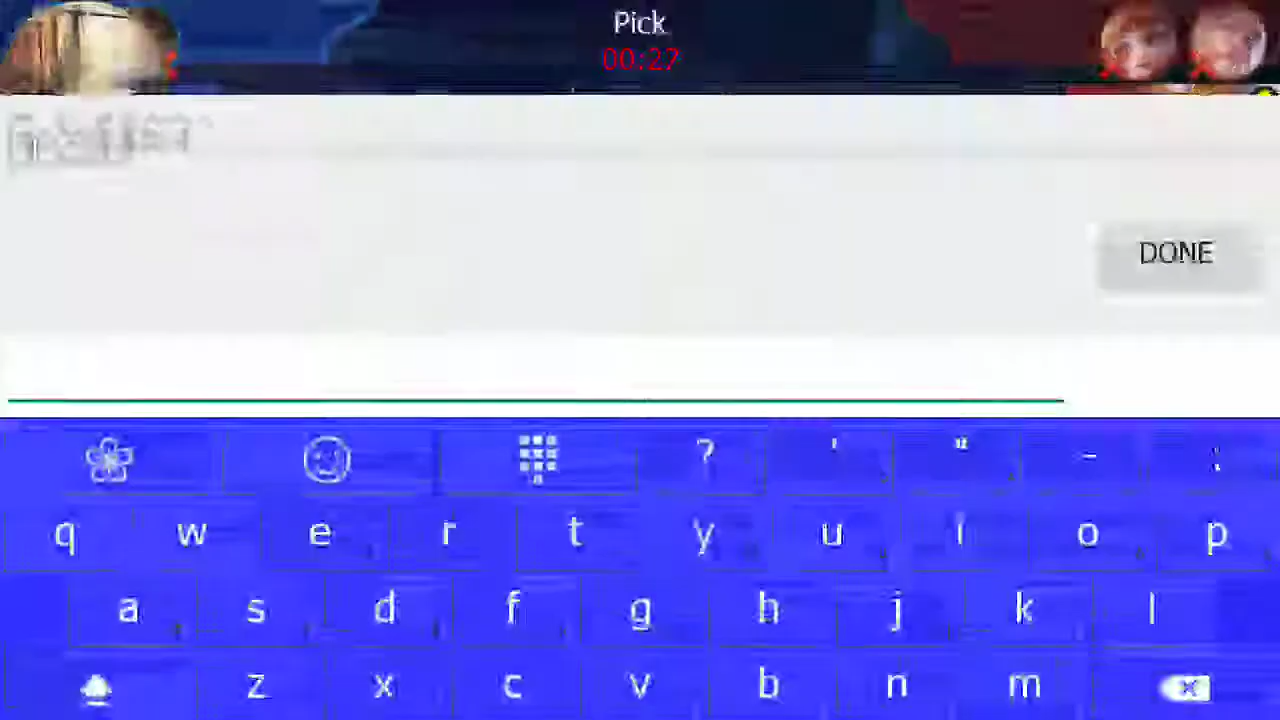 Pick
00:27
DONE
? ' " - :
q w e r t y u i o p
a s d f g h j k l
z x c v b n m